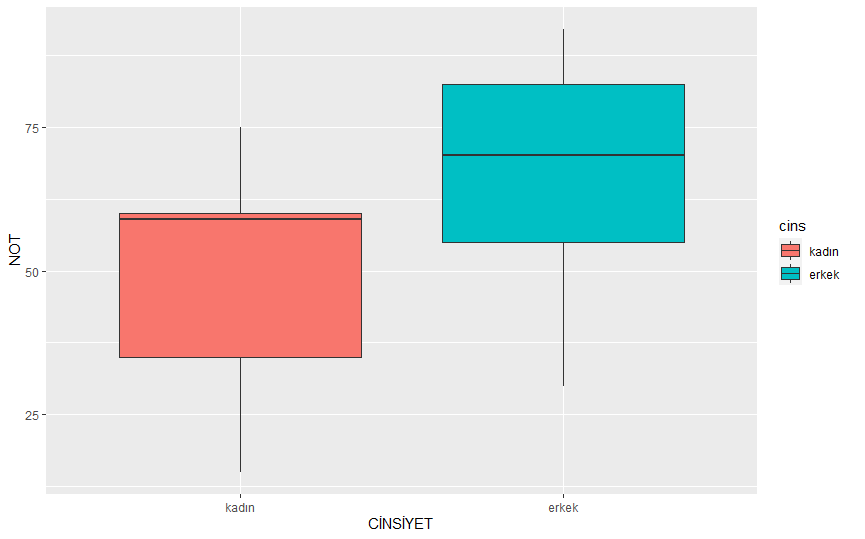 75
50
25
NOT
kadın
erkek
CİNSİYET
cins
kadın
erkek